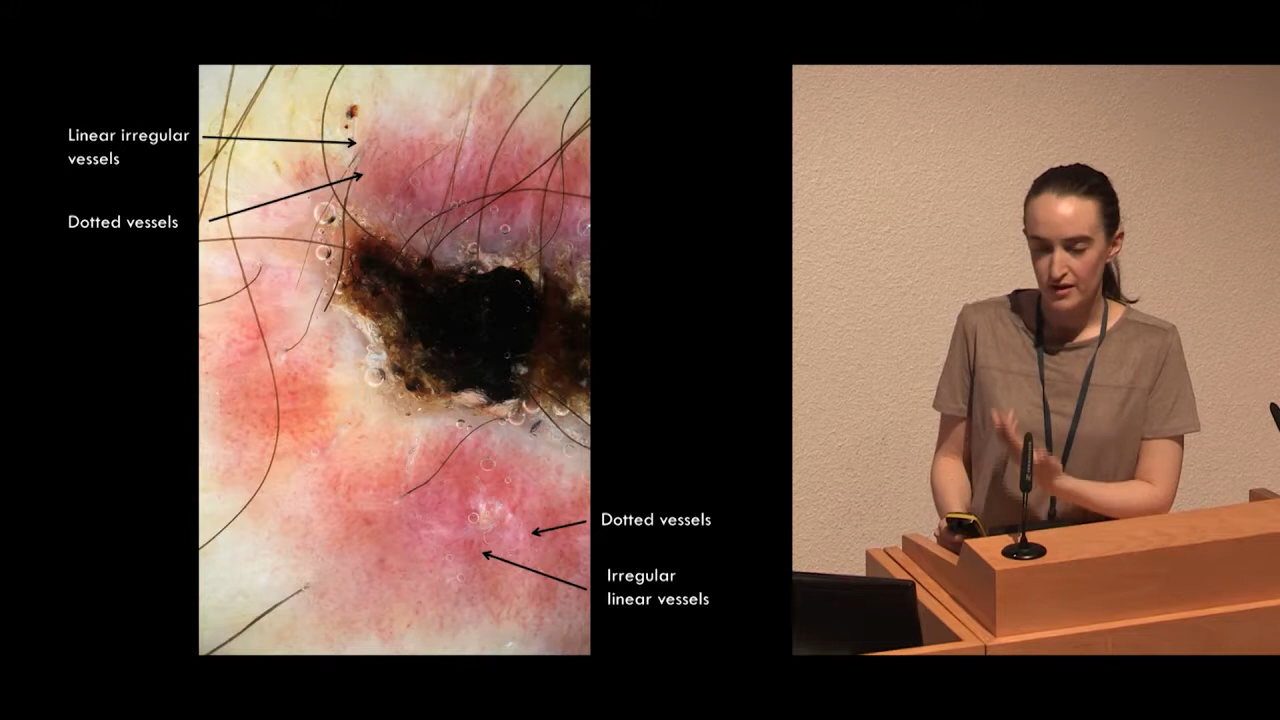 Linear irregular
vessels
Dotted vessels
Dotted vessels
Irregular
linear vessels